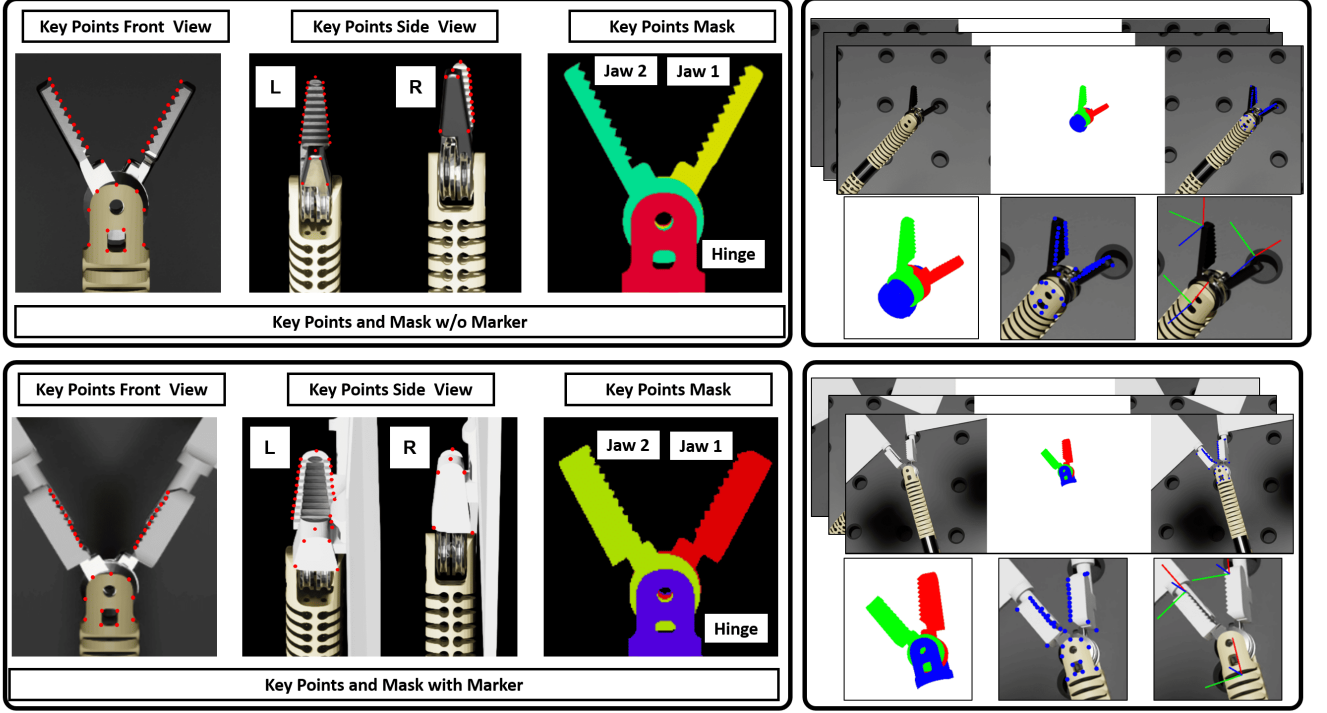 Key Points Front View
Key Points Side View
Key Points Mask
L
R
Jaw 2
Jaw 1
Hinge
Key Points and Mask w/o Marker
Key Points Front View
Key Points Side View
Key Points Mask
L
R
Jaw 2
Jaw 1
Hinge
Key Points and Mask with Marker